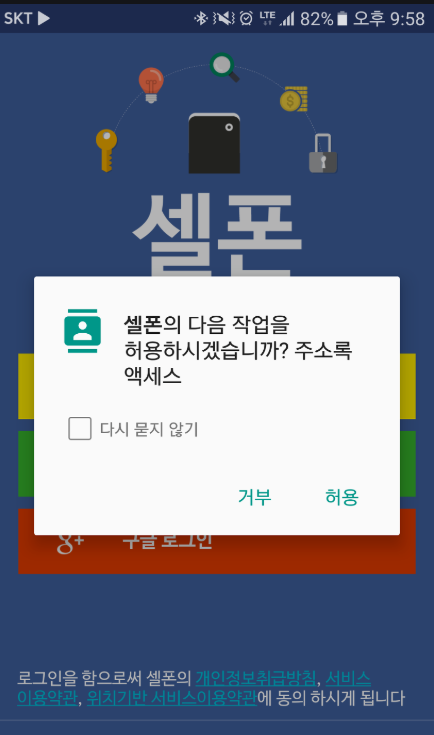 SKT LTE 82% 오후 9:58
셀폰
셀폰의 다음 작업을
허용하시겠습니까? 주소록
액세스
다시 묻지 않기
거부 허용
g+ 구글 로그인
로그인을 함으로써 셀폰의 개인정보취급방침, 서비스
이용약관, 위치기반 서비스이용약관에 동의 하시게 됩니다